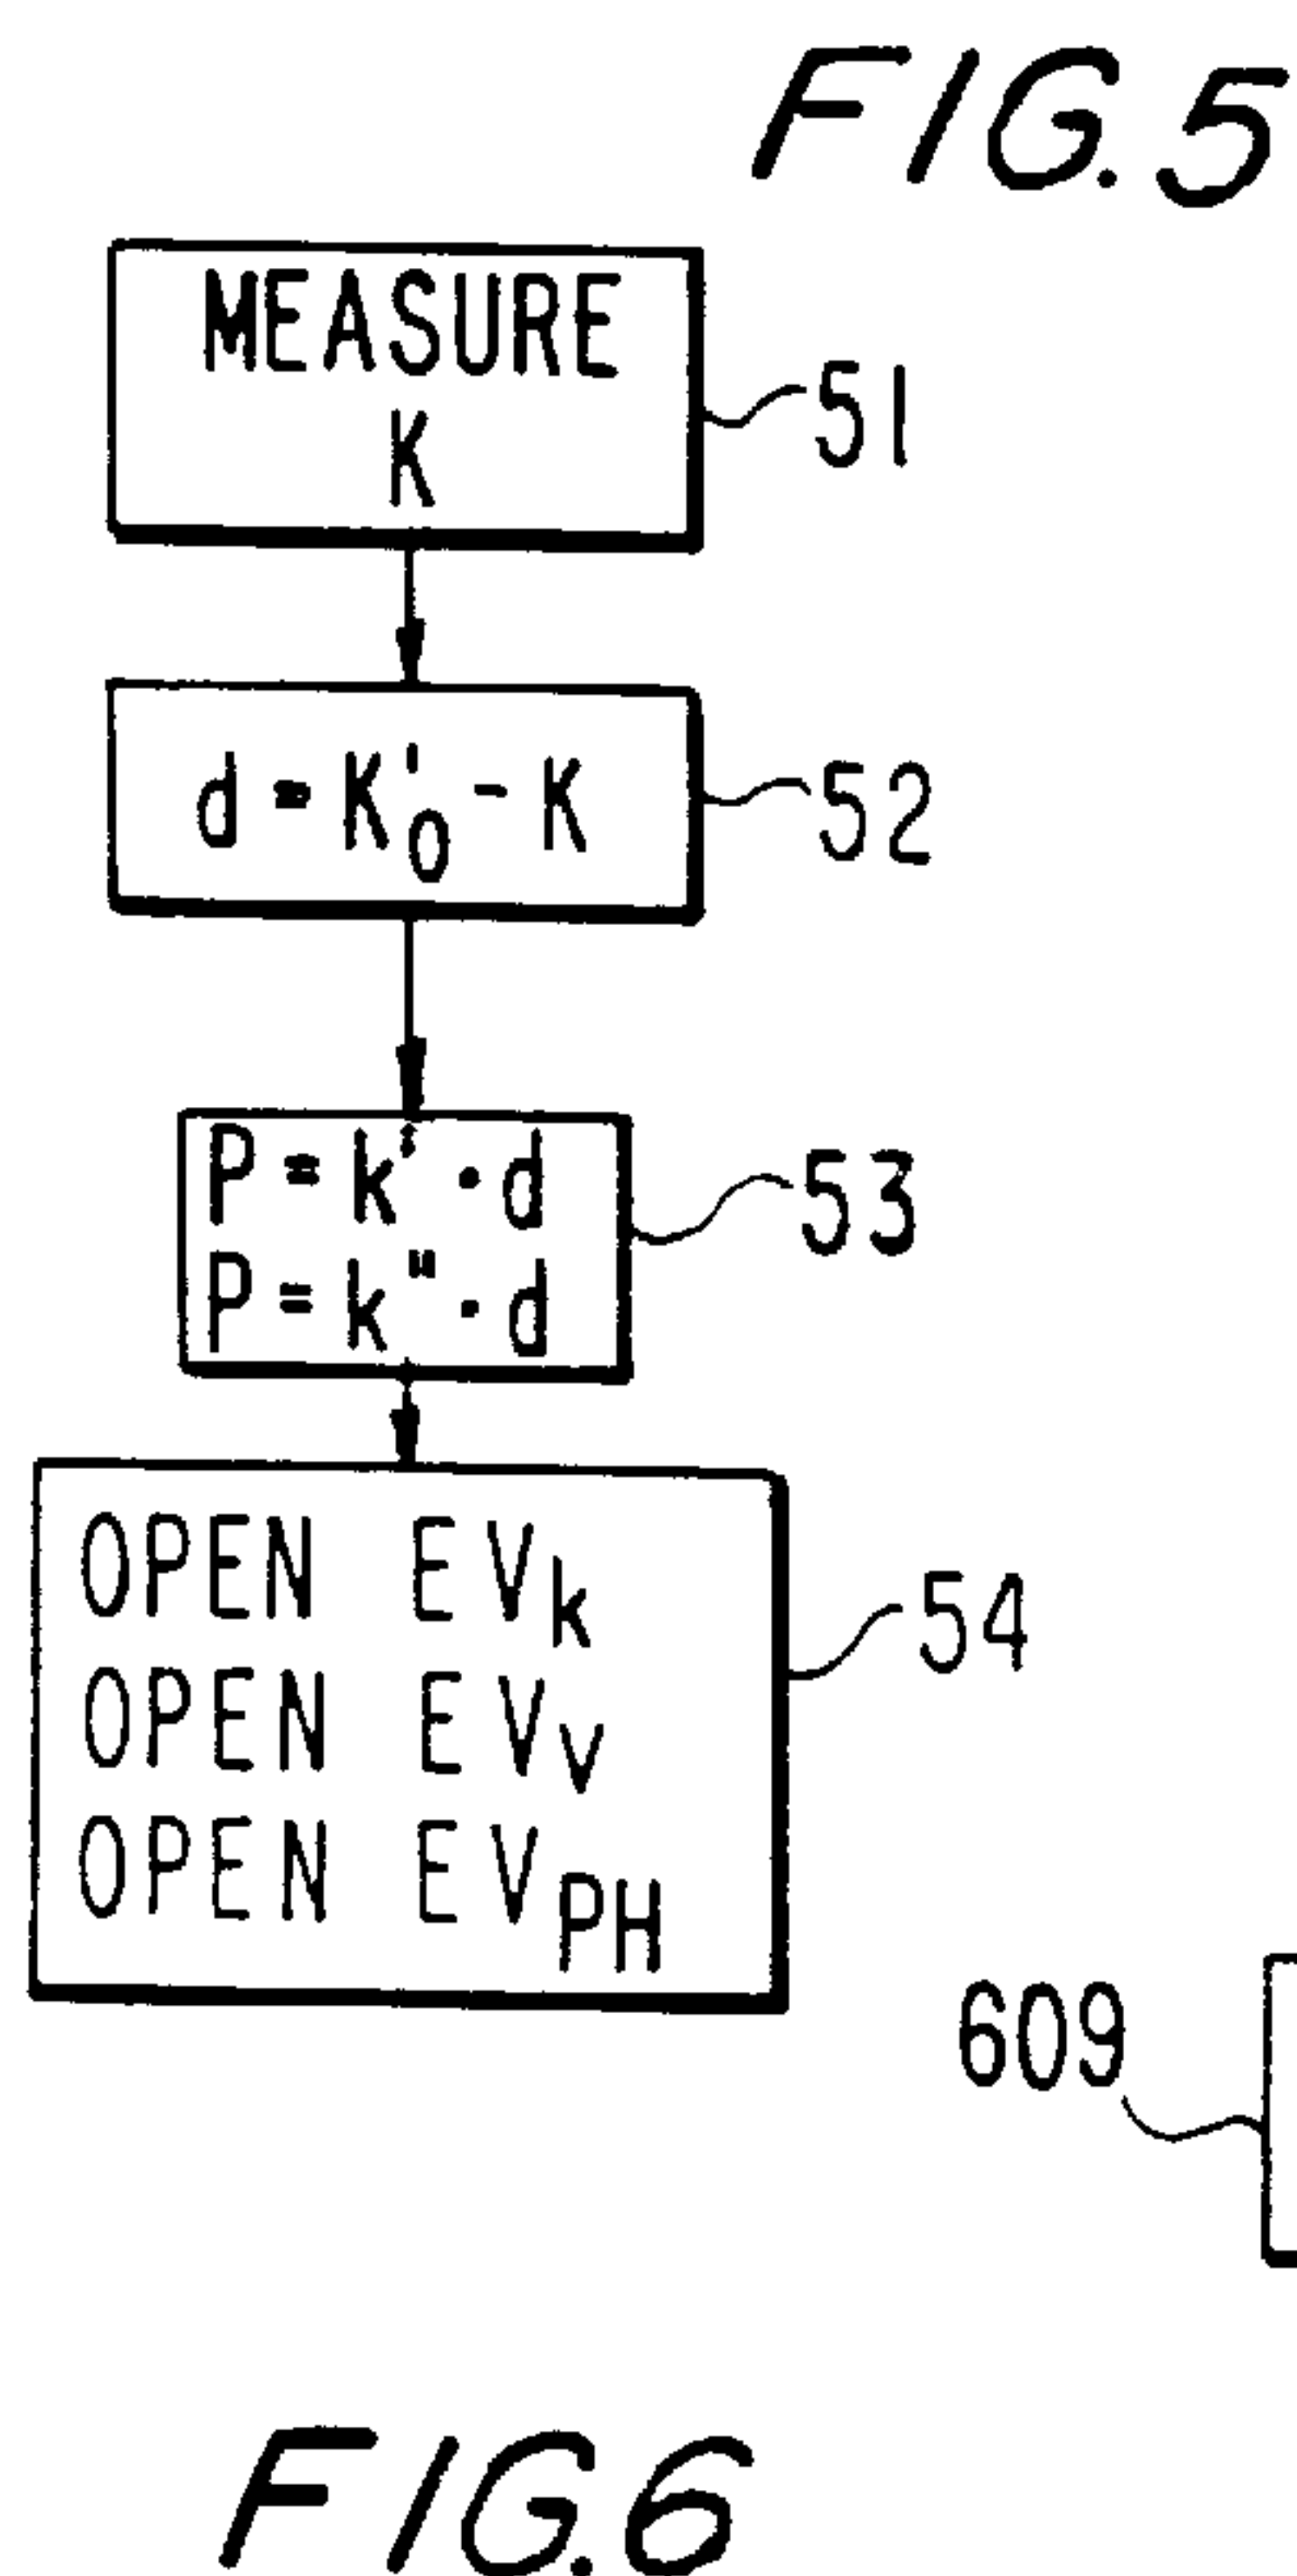 FIG. 5
MEASURE
K
51
d = K'₀ - K
52
P = k' · d
P = k" · d
53
OPEN EVk
OPEN EVv
OPEN EVPH
54
609
FIG. 6